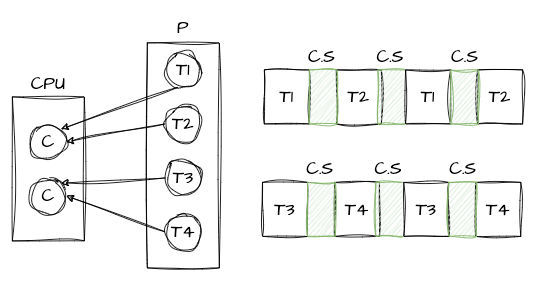 P
CPU
T1
T2
T3
T4
C
C
C.S C.S C.S
T1 T2 T1 T2
C.S C.S C.S
T3 T4 T3 T4